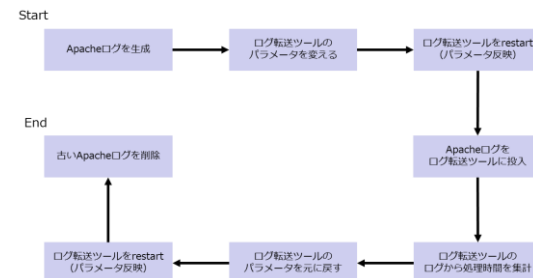 Start
Apacheログを生成
ログ転送ツールの
パラメータを変える
ログ転送ツールをrestart
(パラメータ反映)
Apacheログを
ログ転送ツールに投入
ログ転送ツールの
ログから処理時間を集計
ログ転送ツールの
パラメータを元に戻す
ログ転送ツールをrestart
(パラメータ反映)
古いApacheログを削除
End